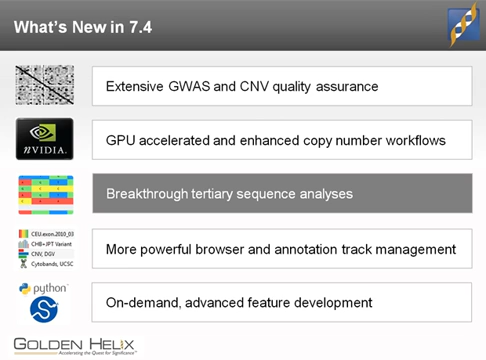 What's New in 7.4
Extensive GWAS and CNV quality assurance
nVIDIA.
GPU accelerated and enhanced copy number workflows
Breakthrough tertiary sequence analyses
CEU.exon.2010_03
CHB+JPT Variant
CNV, DGV
Cytobands, UCSC
More powerful browser and annotation track management
python
On-demand, advanced feature development
GOLDEN HELIX
Accelerating the Quest for Significance™